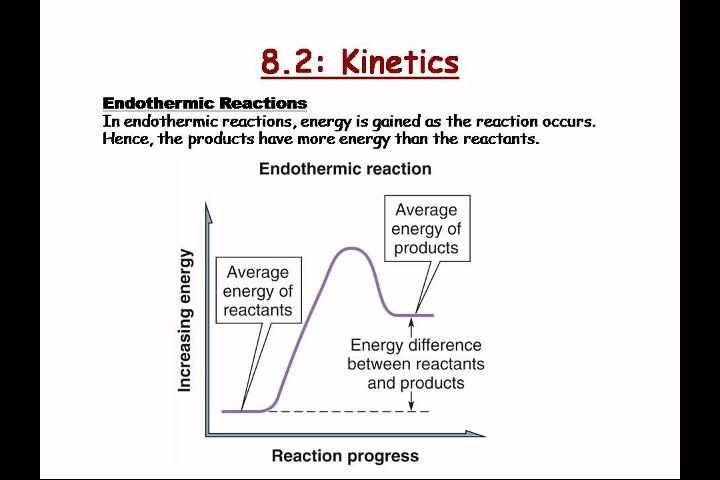 8.2: Kinetics
Endothermic Reactions
In endothermic reactions, energy is gained as the reaction occurs.
Hence, the products have more energy than the reactants.
Endothermic reaction
Average
energy of
products
Average
energy of
reactants
Increasing energy
Energy difference
between reactants
and products
Reaction progress